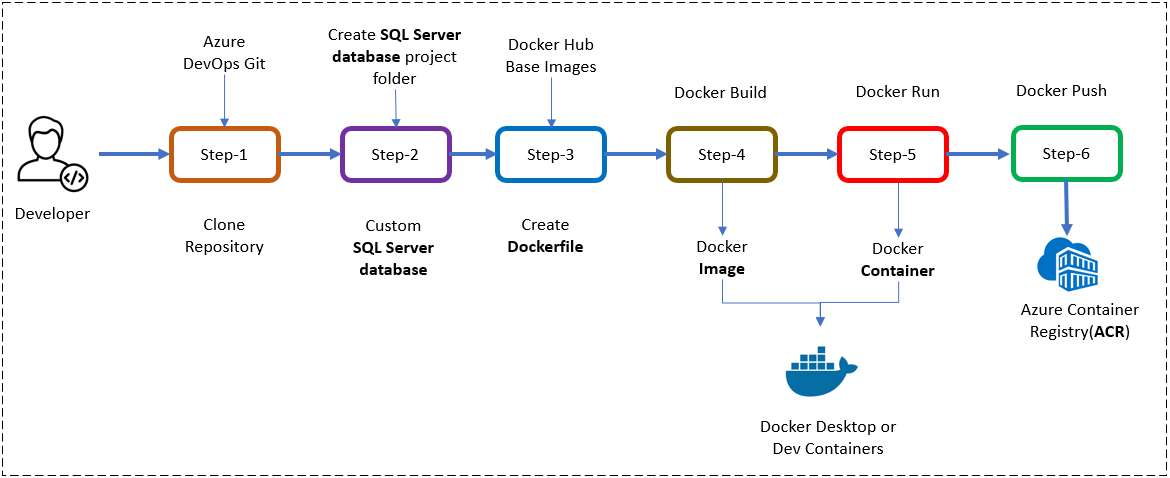 Azure
DevOps Git
Create SQL Server
database project
folder
Docker Hub
Base Images
Docker Build
Docker Run
Docker Push
Step-1
Step-2
Step-3
Step-4
Step-5
Step-6
Developer
Clone
Repository
Custom
SQL Server
database
Create
Dockerfile
Docker
Image
Docker
Container
Azure Container
Registry(ACR)
Docker Desktop or
Dev Containers